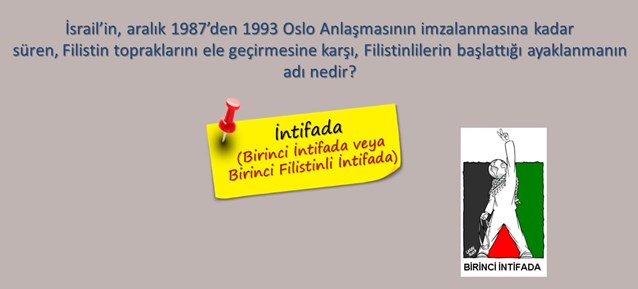 İsrail’in, aralık 1987’den 1993 Oslo Anlaşmasının imzalanmasına kadar
süren, Filistin topraklarını ele geçirmesine karşı, Filistinlilerin başlattığı ayaklanmanın
adı nedir?
İntifada
(Birinci İntifada veya
Birinci Filistinli İntifada)
BİRİNCİ İNTİFADA